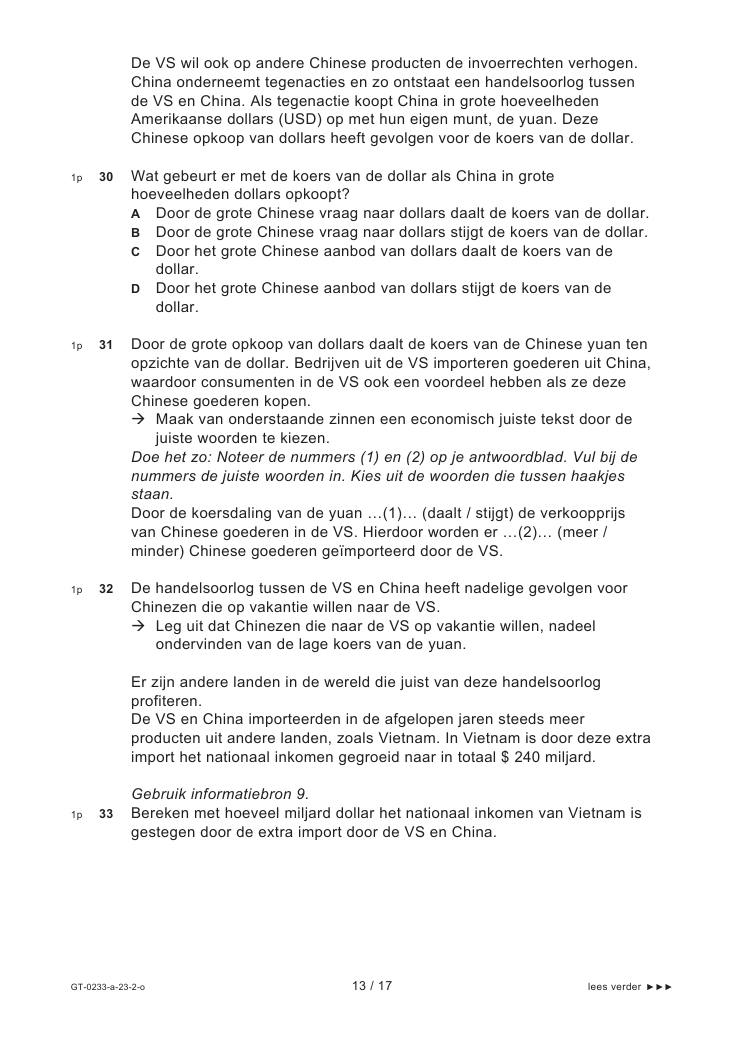 De VS wil ook op andere Chinese producten de invoerrechten verhogen.
China onderneemt tegenacties en zo ontstaat een handelsoorlog tussen
de VS en China. Als tegenactie koopt China in grote hoeveelheden
Amerikaanse dollars (USD) op met hun eigen munt, de yuan. Deze
Chinese opkoop van dollars heeft gevolgen voor de koers van de dollar.
1p 30 Wat gebeurt er met de koers van de dollar als China in grote
hoeveelheden dollars opkoopt?
A Door de grote Chinese vraag naar dollars daalt de koers van de dollar.
B Door de grote Chinese vraag naar dollars stijgt de koers van de dollar.
C Door het grote Chinese aanbod van dollars daalt de koers van de
dollar.
D Door het grote Chinese aanbod van dollars stijgt de koers van de
dollar.
1p 31 Door de grote opkoop van dollars daalt de koers van de Chinese yuan ten
opzichte van de dollar. Bedrijven uit de VS importeren goederen uit China,
waardoor consumenten in de VS ook een voordeel hebben als ze deze
Chinese goederen kopen.
→ Maak van onderstaande zinnen een economisch juiste tekst door de
juiste woorden te kiezen.
Doe het zo: Noteer de nummers (1) en (2) op je antwoordblad. Vul bij de
nummers de juiste woorden in. Kies uit de woorden die tussen haakjes
staan.
Door de koersdaling van de yuan …(1)… (daalt / stijgt) de verkoopprijs
van Chinese goederen in de VS. Hierdoor worden er …(2)… (meer /
minder) Chinese goederen geïmporteerd door de VS.
1p 32 De handelsoorlog tussen de VS en China heeft nadelige gevolgen voor
Chinezen die op vakantie willen naar de VS.
→ Leg uit dat Chinezen die naar de VS op vakantie willen, nadeel
ondervinden van de lage koers van de yuan.
Er zijn andere landen in de wereld die juist van deze handelsoorlog
profiteren.
De VS en China importeerden in de afgelopen jaren steeds meer
producten uit andere landen, zoals Vietnam. In Vietnam is door deze extra
import het nationaal inkomen gegroeid naar in totaal $ 240 miljard.
Gebruik informatiebron 9.
1p 33 Bereken met hoeveel miljard dollar het nationaal inkomen van Vietnam is
gestegen door de extra import door de VS en China.
GT-0233-a-23-2-o 13 / 17 lees verder ►►►